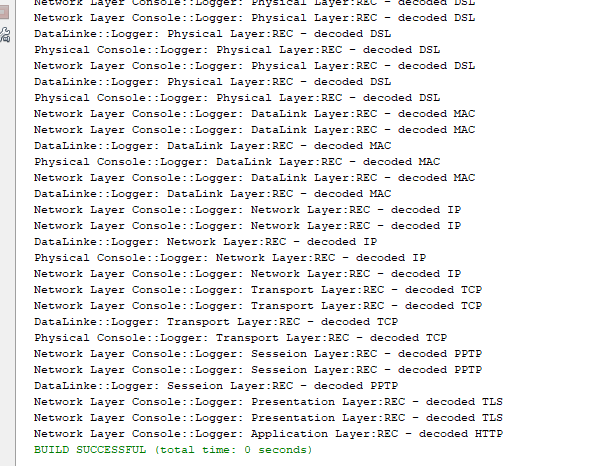 Network Layer Console::Logger: Physical Layer:REC - decoded DSL
Network Layer Console::Logger: Physical Layer:REC - decoded DSL
DataLinke::Logger: Physical Layer:REC - decoded DSL
Physical Console::Logger: Physical Layer:REC - decoded DSL
Network Layer Console::Logger: Physical Layer:REC - decoded DSL
DataLinke::Logger: Physical Layer:REC - decoded DSL
Physical Console::Logger: Physical Layer:REC - decoded DSL
Network Layer Console::Logger: DataLink Layer:REC - decoded MAC
Network Layer Console::Logger: DataLink Layer:REC - decoded MAC
DataLinke::Logger: DataLink Layer:REC - decoded MAC
Physical Console::Logger: DataLink Layer:REC - decoded MAC
Network Layer Console::Logger: DataLink Layer:REC - decoded MAC
DataLinke::Logger: DataLink Layer:REC - decoded MAC
Network Layer Console::Logger: Network Layer:REC - decoded IP
Network Layer Console::Logger: Network Layer:REC - decoded IP
DataLinke::Logger: Network Layer:REC - decoded IP
Physical Console::Logger: Network Layer:REC - decoded IP
Network Layer Console::Logger: Network Layer:REC - decoded IP
Network Layer Console::Logger: Transport Layer:REC - decoded TCP
Network Layer Console::Logger: Transport Layer:REC - decoded TCP
DataLinke::Logger: Transport Layer:REC - decoded TCP
Physical Console::Logger: Transport Layer:REC - decoded TCP
Network Layer Console::Logger: Sesseion Layer:REC - decoded PPTP
Network Layer Console::Logger: Sesseion Layer:REC - decoded PPTP
DataLinke::Logger: Sesseion Layer:REC - decoded PPTP
Network Layer Console::Logger: Presentation Layer:REC - decoded TLS
Network Layer Console::Logger: Presentation Layer:REC - decoded TLS
Network Layer Console::Logger: Application Layer:REC - decoded HTTP
BUILD SUCCESSFUL (total time: 0 seconds)